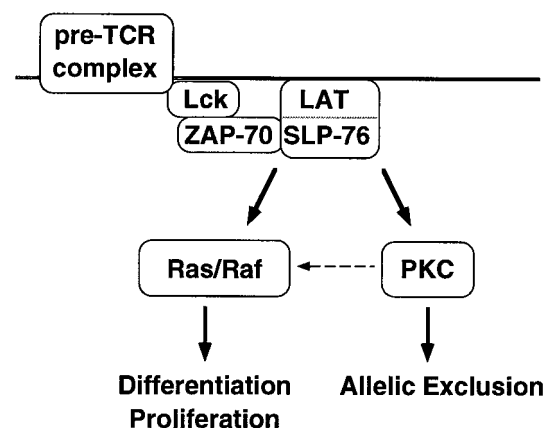 pre-TCR
complex
Lck
LAT
ZAP-70
SLP-76
Ras/Raf
PKC
Differentiation
Proliferation
Allelic Exclusion